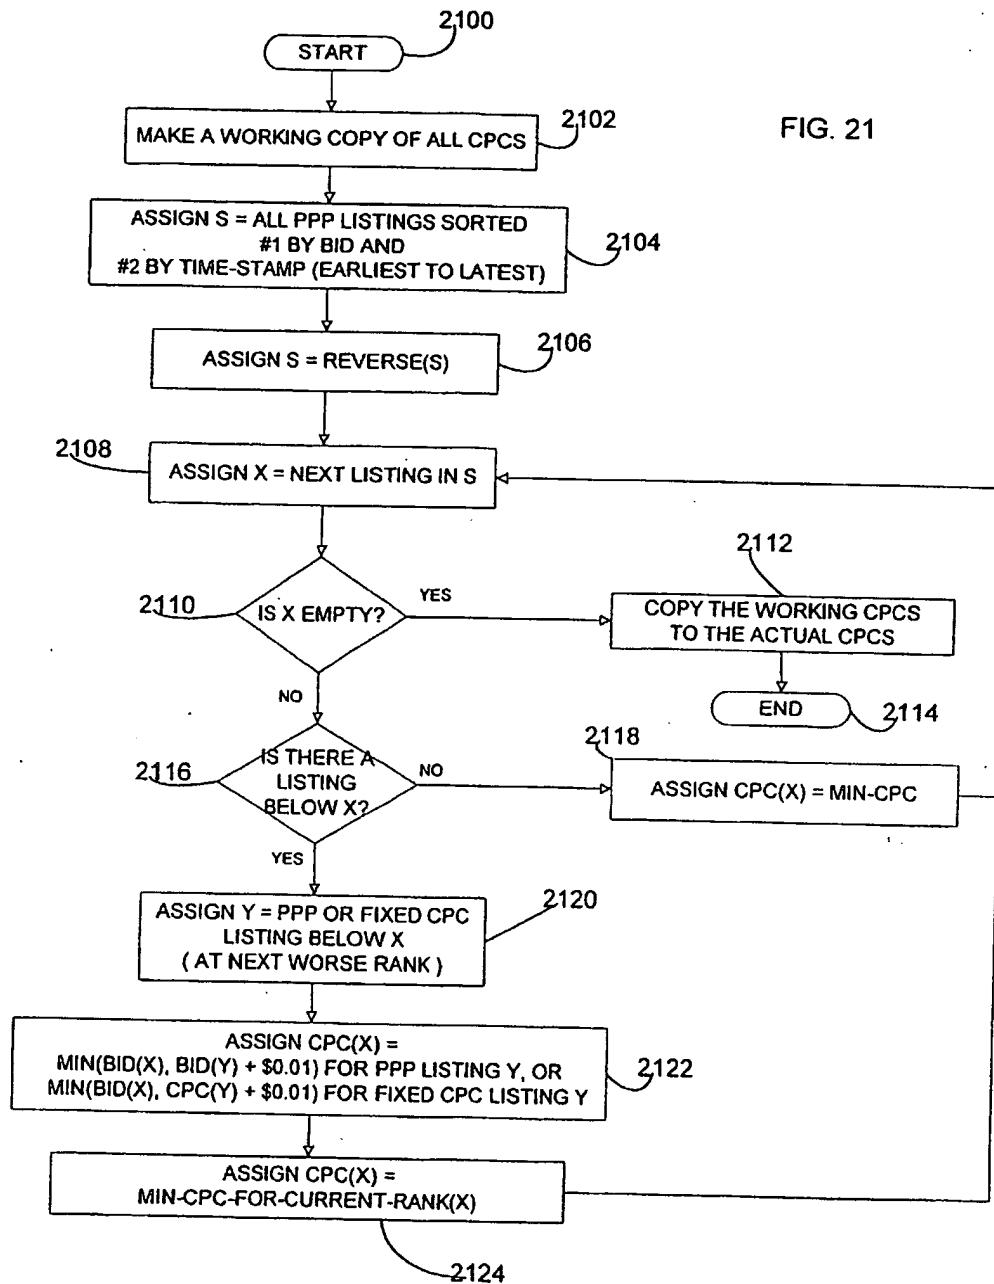 2100
START
2102
MAKE A WORKING COPY OF ALL CPCS
FIG. 21
ASSIGN S = ALL PPP LISTINGS SORTED
#1 BY BID AND
#2 BY TIME-STAMP (EARLIEST TO LATEST)
2104
2106
ASSIGN S = REVERSE(S)
2108
ASSIGN X = NEXT LISTING IN S
2110
IS X EMPTY?
YES
2112
COPY THE WORKING CPCS
TO THE ACTUAL CPCS
NO
END
2114
2116
IS THERE A
LISTING
BELOW X?
NO
2118
ASSIGN CPC(X) = MIN-CPC
YES
ASSIGN Y = PPP OR FIXED CPC
LISTING BELOW X
( AT NEXT WORSE RANK )
2120
ASSIGN CPC(X) =
MIN(BID(X), BID(Y) + $0.01) FOR PPP LISTING Y, OR
MIN(BID(X), CPC(Y) + $0.01) FOR FIXED CPC LISTING Y
2122
ASSIGN CPC(X) =
MIN-CPC-FOR-CURRENT-RANK(X)
2124